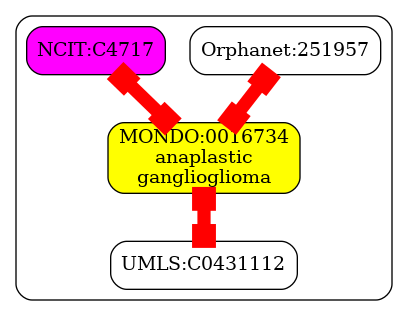 NCIT:C4717
Orphanet:251957
MONDO:0016734
anaplastic
ganglioglioma
UMLS:C0431112